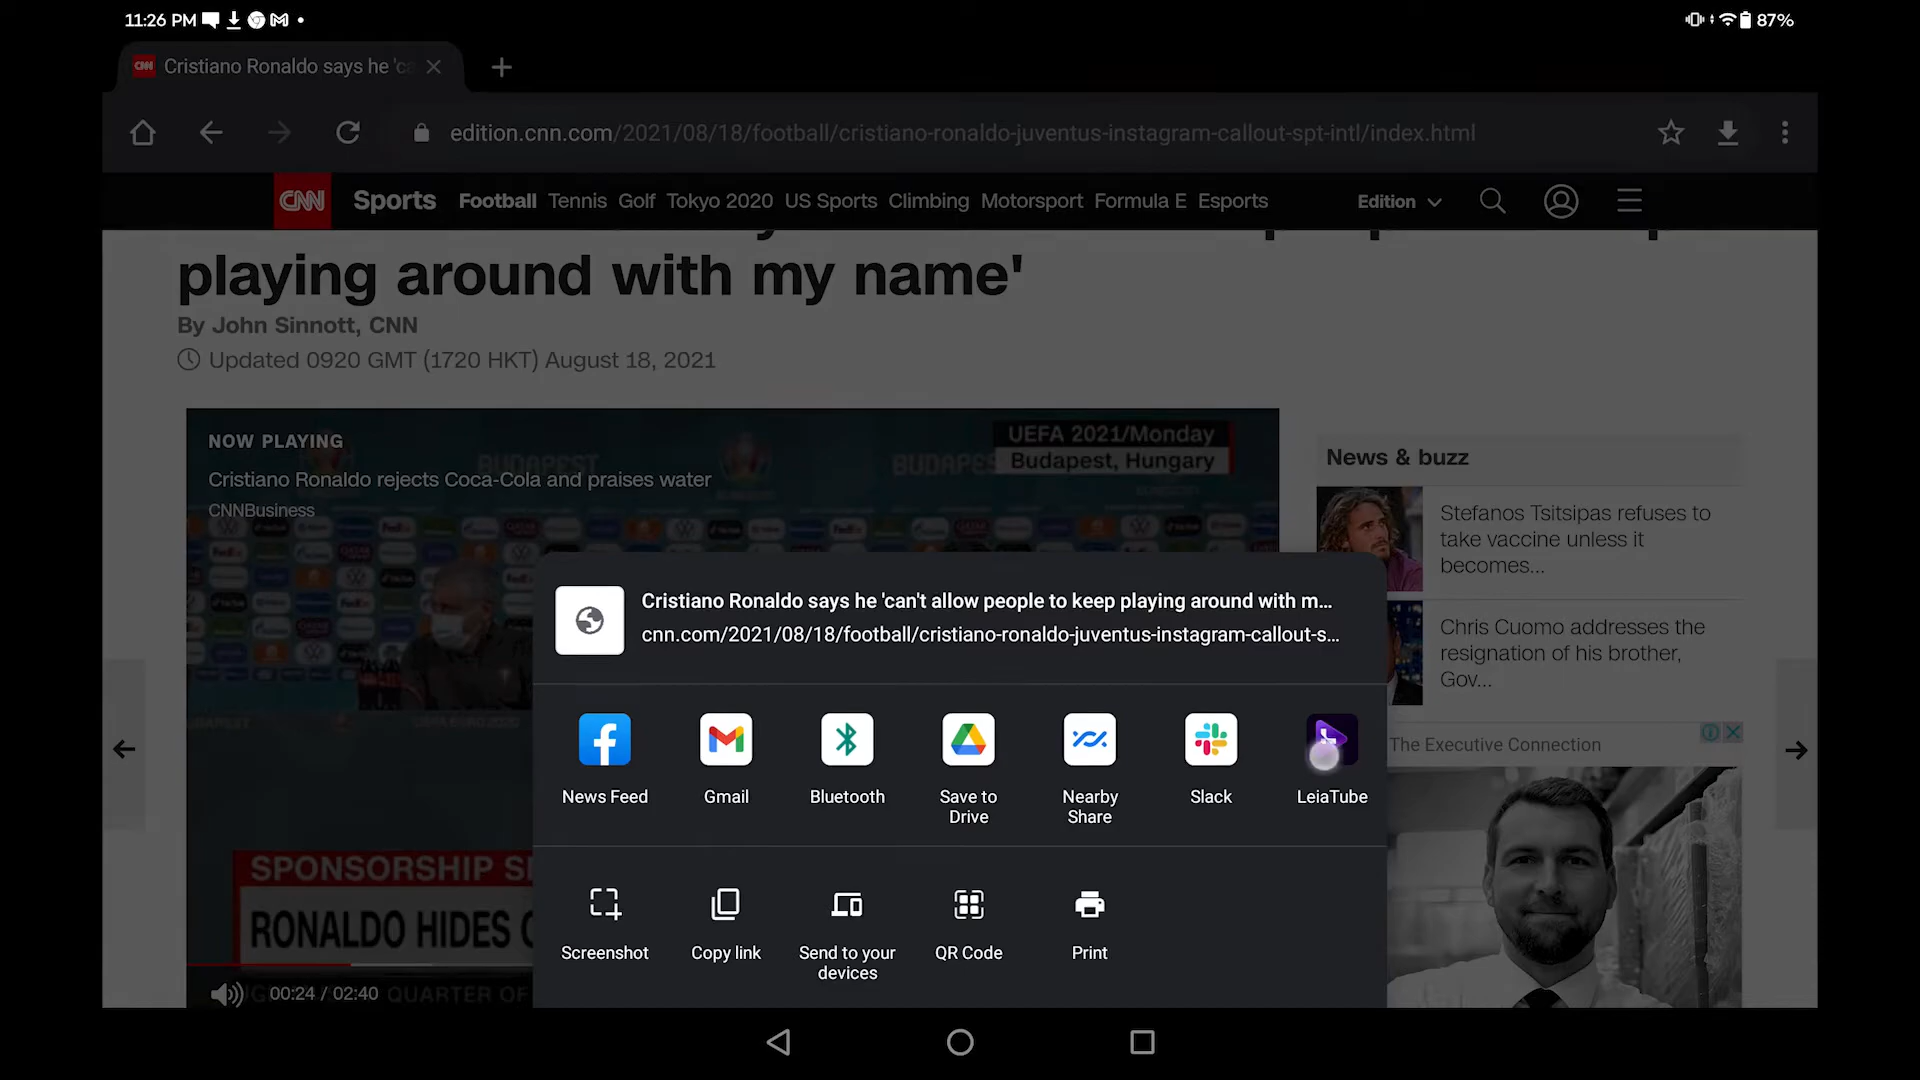 11:26 PM
87%
CNN Cristiano Ronaldo says he 'ca
edition.cnn.com/2021/08/18/football/cristiano-ronaldo-juventus-instagram-callout-spt-intl/index.html
CNN Sports Football Tennis Golf Tokyo 2020 US Sports Climbing Motorsport Formula E Esports Edition
playing around with my name'
By John Sinnott, CNN
Updated 0920 GMT (1720 HKT) August 18, 2021
NOW PLAYING
Cristiano Ronaldo rejects Coca-Cola and praises water
CNNBusiness
UEFA 2021/Monday
Budapest, Hungary
BUDAPEST
News & buzz
Stefanos Tsitsipas refuses to
take vaccine unless it
becomes...
Chris Cuomo addresses the
resignation of his brother,
Gov...
The Executive Connection
Cristiano Ronaldo says he 'can't allow people to keep playing around with m...
cnn.com/2021/08/18/football/cristiano-ronaldo-juventus-instagram-callout-s...
News Feed
Gmail
Bluetooth
Save to
Drive
Nearby
Share
Slack
LeiaTube
Screenshot
Copy link
Send to your
devices
QR Code
Print
SPONSORSHIP
RONALDO HIDES
00:24 / 02:40
QUARTER OF